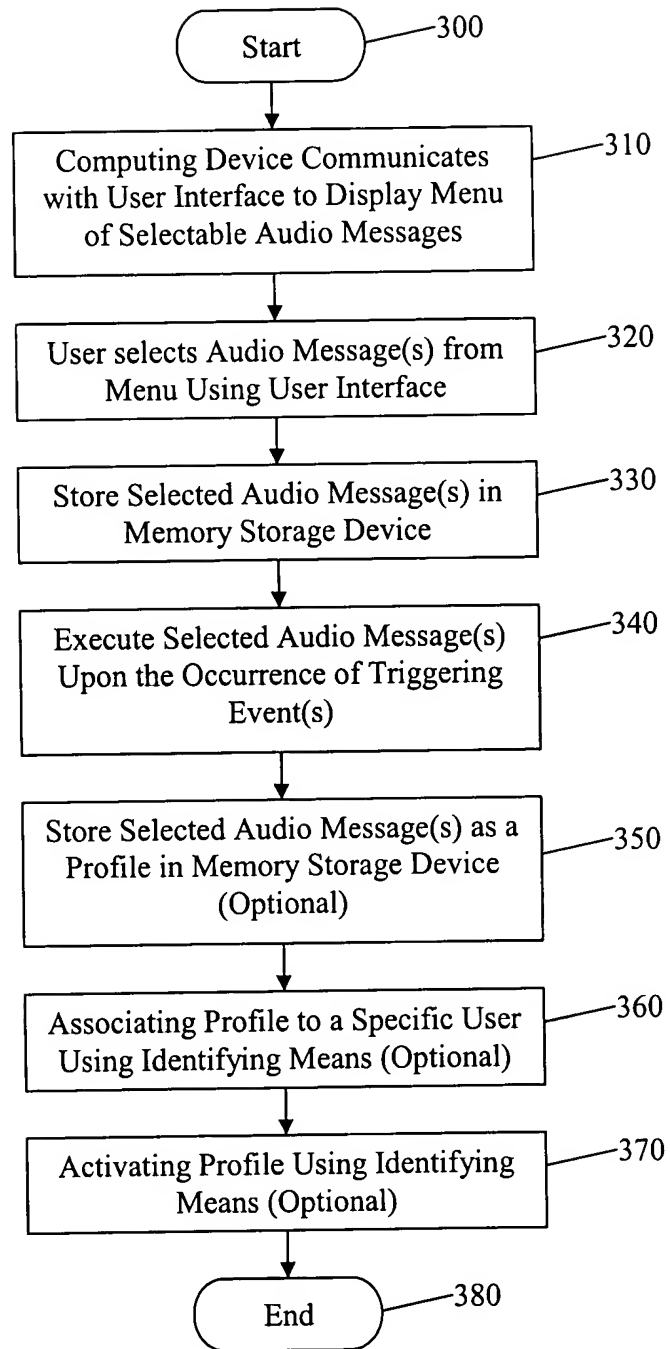 Start
300
Computing Device Communicates
with User Interface to Display Menu
of Selectable Audio Messages
310
User selects Audio Message(s) from
Menu Using User Interface
320
Store Selected Audio Message(s) in
Memory Storage Device
330
Execute Selected Audio Message(s)
Upon the Occurrence of Triggering
Event(s)
340
Store Selected Audio Message(s) as a
Profile in Memory Storage Device
(Optional)
350
Associating Profile to a Specific User
Using Identifying Means (Optional)
360
Activating Profile Using Identifying
Means (Optional)
370
End
380